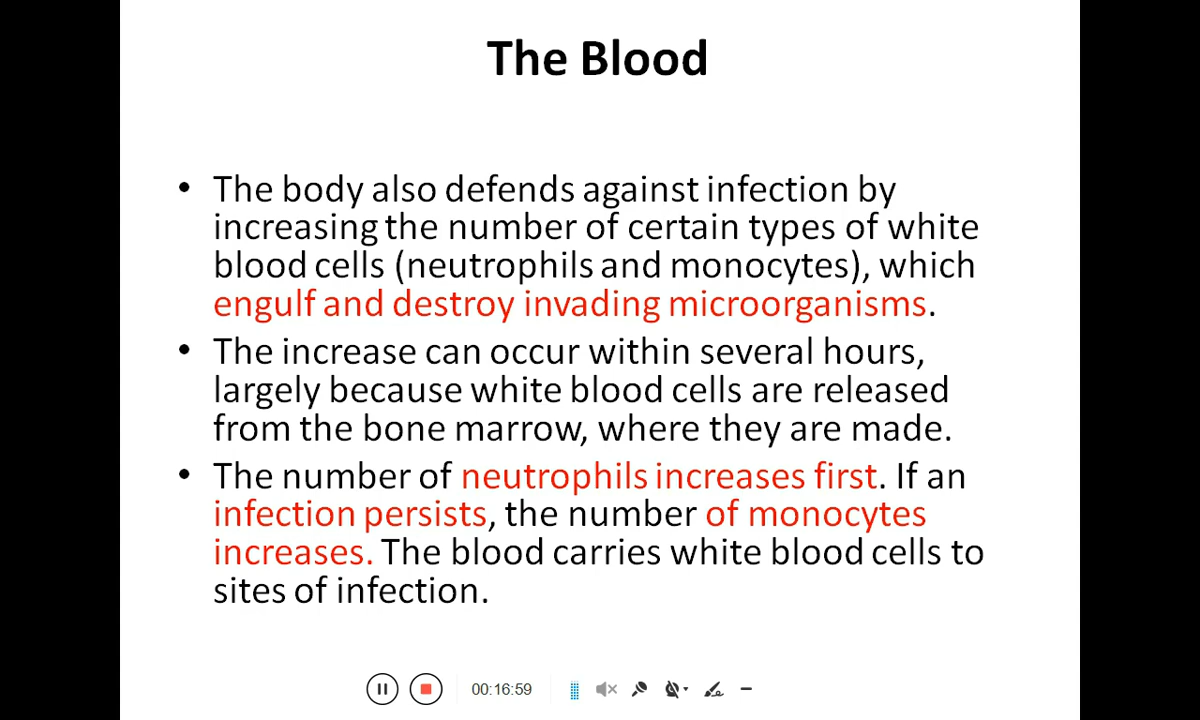 The Blood
• The body also defends against infection by
increasing the number of certain types of white
blood cells (neutrophils and monocytes), which
engulf and destroy invading microorganisms.
• The increase can occur within several hours,
largely because white blood cells are released
from the bone marrow, where they are made.
• The number of neutrophils increases first. If an
infection persists, the number of monocytes
increases. The blood carries white blood cells to
sites of infection.
00:16:59